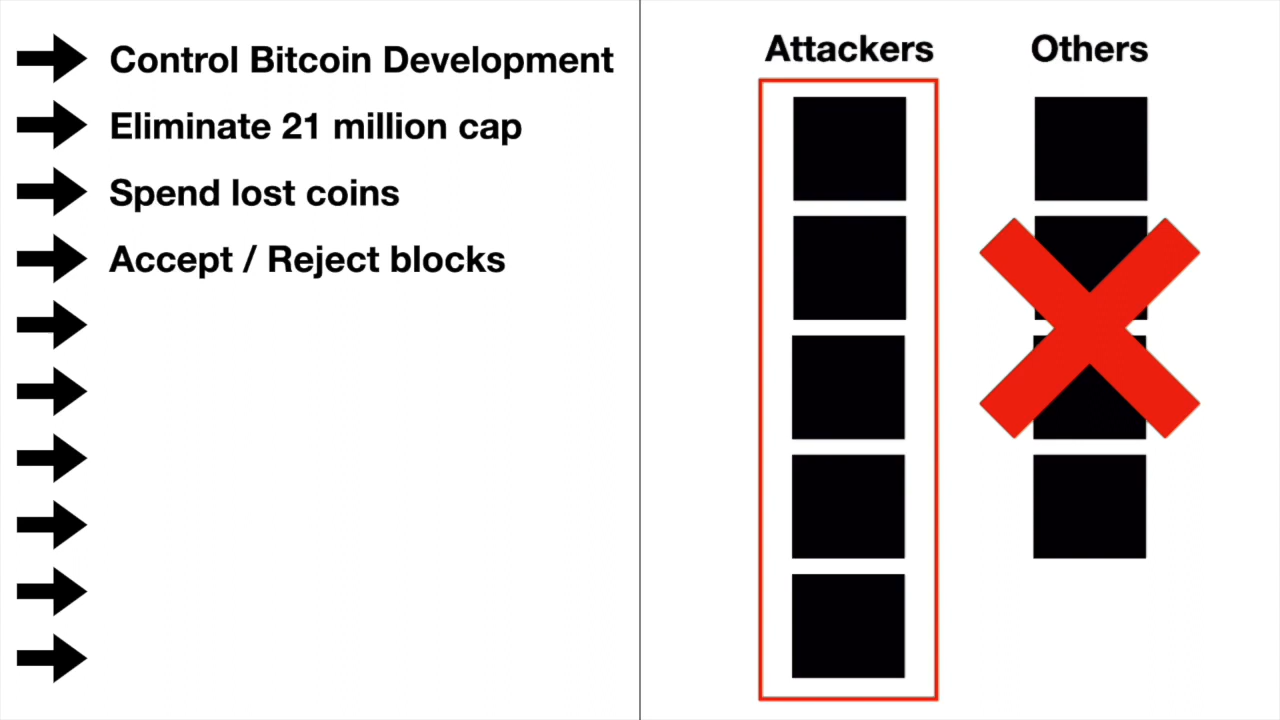 Control Bitcoin Development
Eliminate 21 million cap
Spend lost coins
Accept / Reject blocks
Attackers
Others